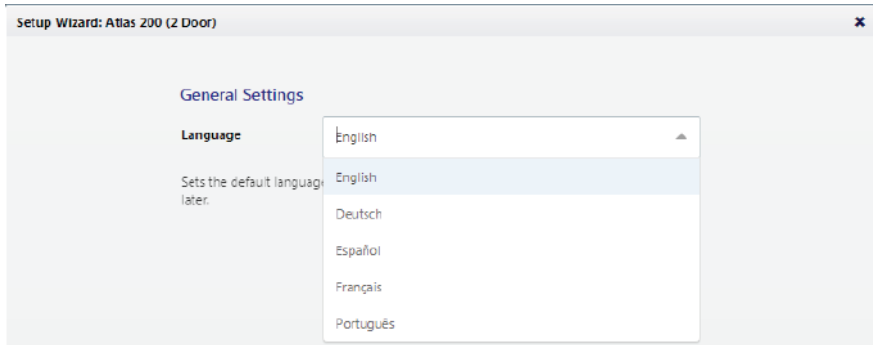 Setup Wizard: Atlas 200 (2 Door)
General Settings
Language
English
Sets the default language
later.
English
Deutsch
Español
Français
Português